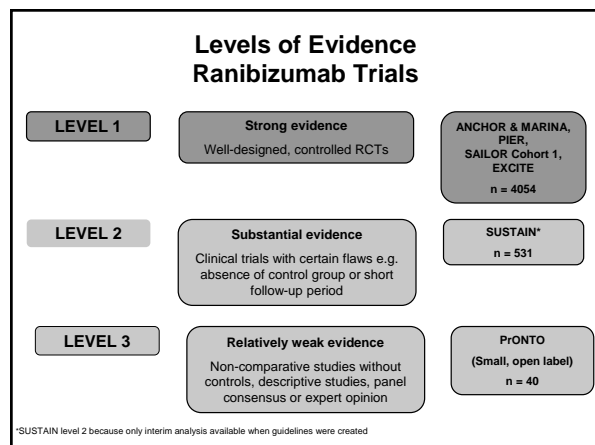 Levels of Evidence
Ranibizumab Trials
LEVEL 1
Strong evidence
Well-designed, controlled RCTs
ANCHOR & MARINA,
PIER,
SAILOR Cohort 1,
EXCITE
n = 4054
LEVEL 2
Substantial evidence
Clinical trials with certain flaws e.g.
absence of control group or short
follow-up period
SUSTAIN*
n = 531
LEVEL 3
Relatively weak evidence
Non-comparative studies without
controls, descriptive studies, panel
consensus or expert opinion
PrONTO
(Small, open label)
n = 40
*SUSTAIN level 2 because only interim analysis available when guidelines were created